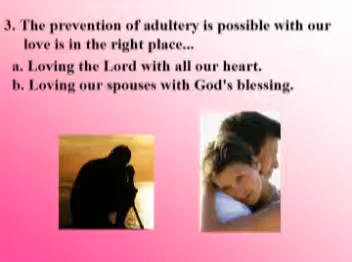 3. The prevention of adultery is possible with our
love is in the right place...
a. Loving the Lord with all our heart.
b. Loving our spouses with God's blessing.